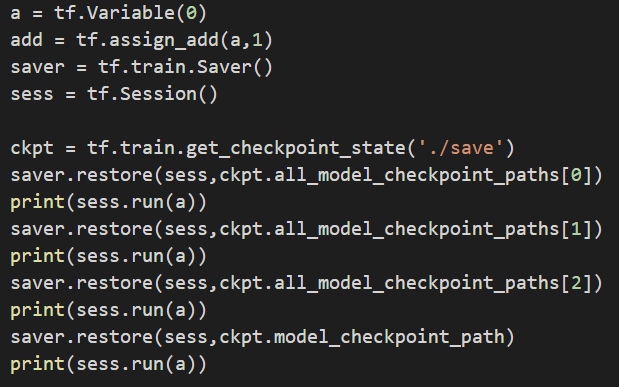 a = tf.Variable(0)
add = tf.assign_add(a,1)
saver = tf.train.Saver()
sess = tf.Session()
ckpt = tf.train.get_checkpoint_state('./save')
saver.restore(sess,ckpt.all_model_checkpoint_paths[0])
print(sess.run(a))
saver.restore(sess,ckpt.all_model_checkpoint_paths[1])
print(sess.run(a))
saver.restore(sess,ckpt.all_model_checkpoint_paths[2])
print(sess.run(a))
saver.restore(sess,ckpt.model_checkpoint_path)
print(sess.run(a))